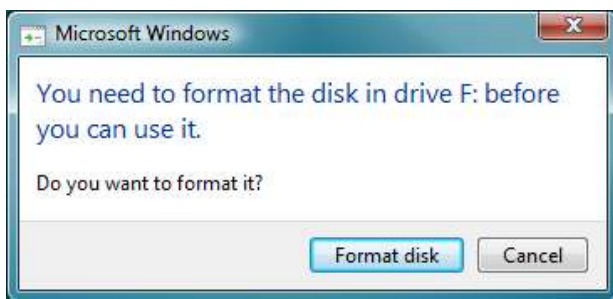 Microsoft Windows
You need to format the disk in drive F: before
you can use it.
Do you want to format it?
Format disk Cancel